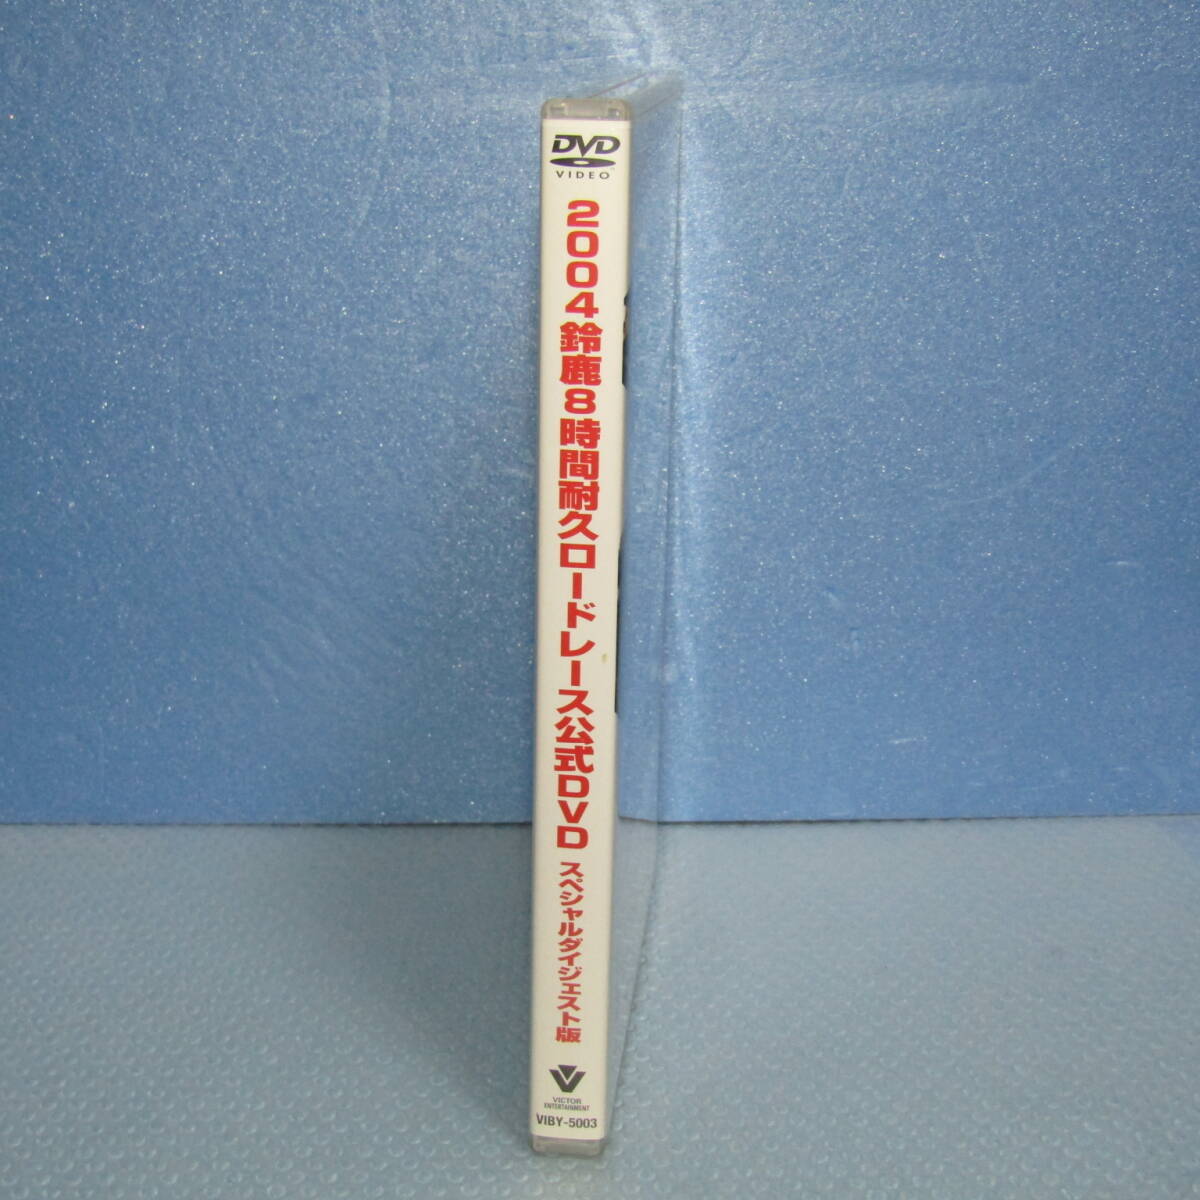 DVD
VIDEO
2004鈴鹿8時間耐久ロードレース公式DVD
スペシャルダイジェスト版
VICTOR
ENTERTAINMENT
VIBY-5003